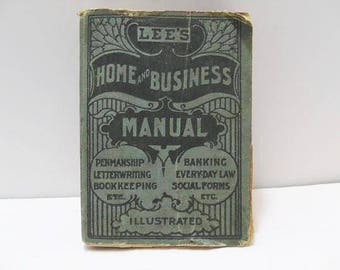 LEE'S
HOME AND BUSINESS
MANUAL
PENMANSHIP
LETTERWRITING
BOOKKEEPING
ETC.
BANKING
EVERY-DAY LAW
SOCIAL FORMS
ETC.
ILLUSTRATED